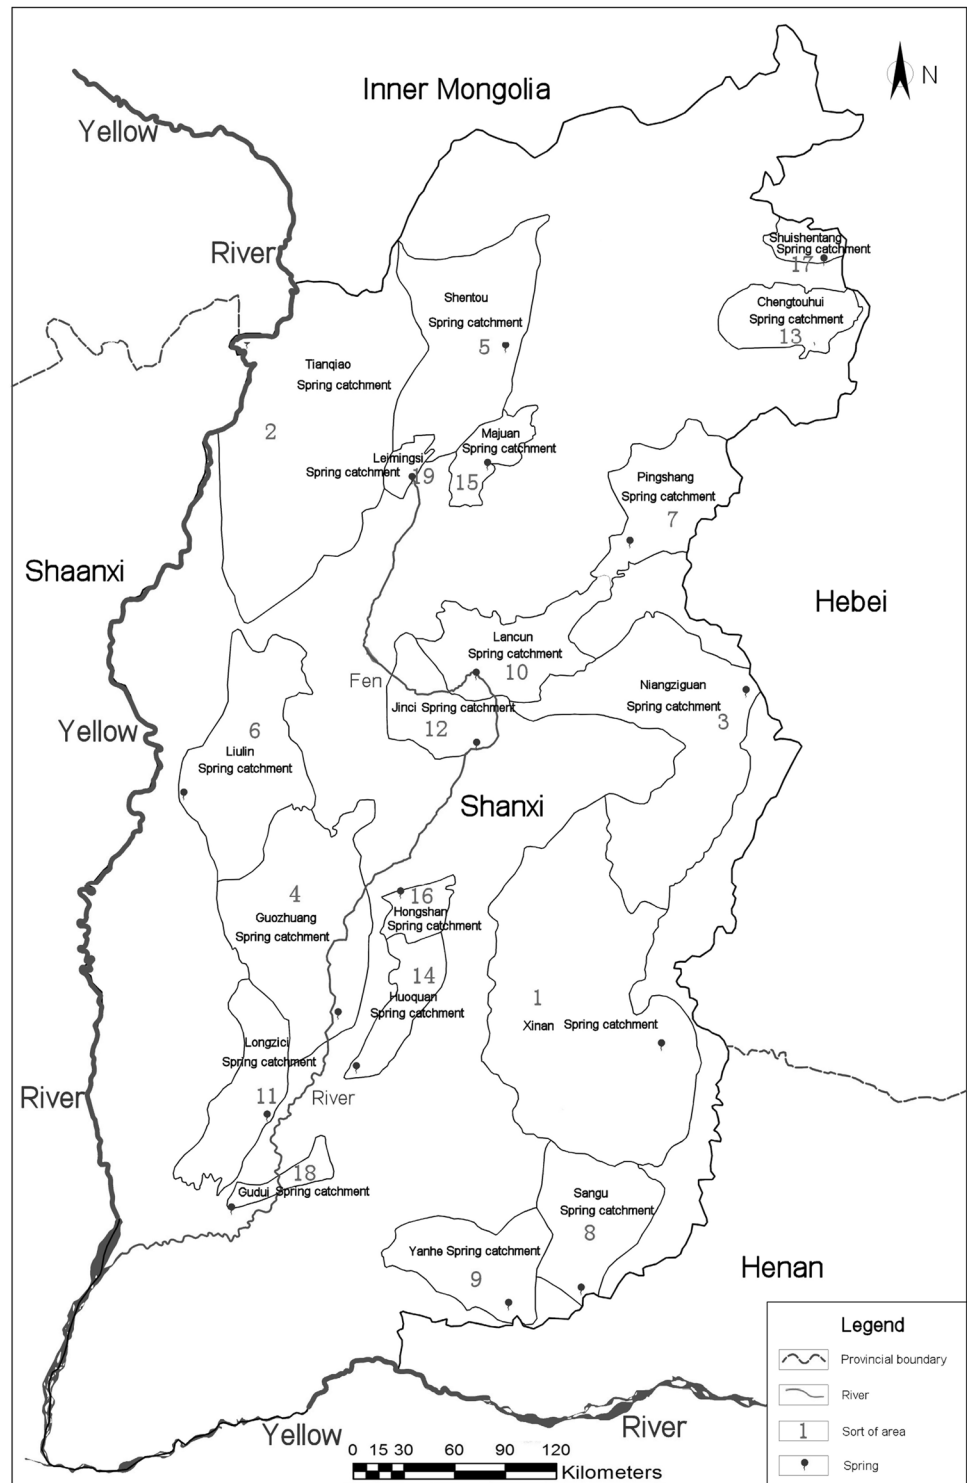 Inner Mongolia
N
Yellow
River
Shuishentang
Spring catchment
17
Chengtouhui
Spring catchment
13
Shentou
Spring catchment
5
Tianqiao
Spring catchment
2
Majuan
Spring catchment
15
Leimingsi
Spring catchment
19
Pingshang
Spring catchment
7
Shaanxi
Hebei
Lancun
Spring catchment
10
Fen
Jinci Spring catchment
12
Niangziguan
Spring catchment
3
Yellow
6
Liulin
Spring catchment
Shanxi
4
Guozhuang
Spring catchment
16
Hongshan
Spring catchment
14
Huoquan
Spring catchment
1
Xinan Spring catchment
Longzici
Spring catchment
11
River
River
18
Gudui Spring catchment
Sangu
Spring catchment
8
Yanhe Spring catchment
9
Henan
Yellow
River
0 15 30 60 90 120
Kilometers
Legend
Provincial boundary
River
1 Sort of area
Spring